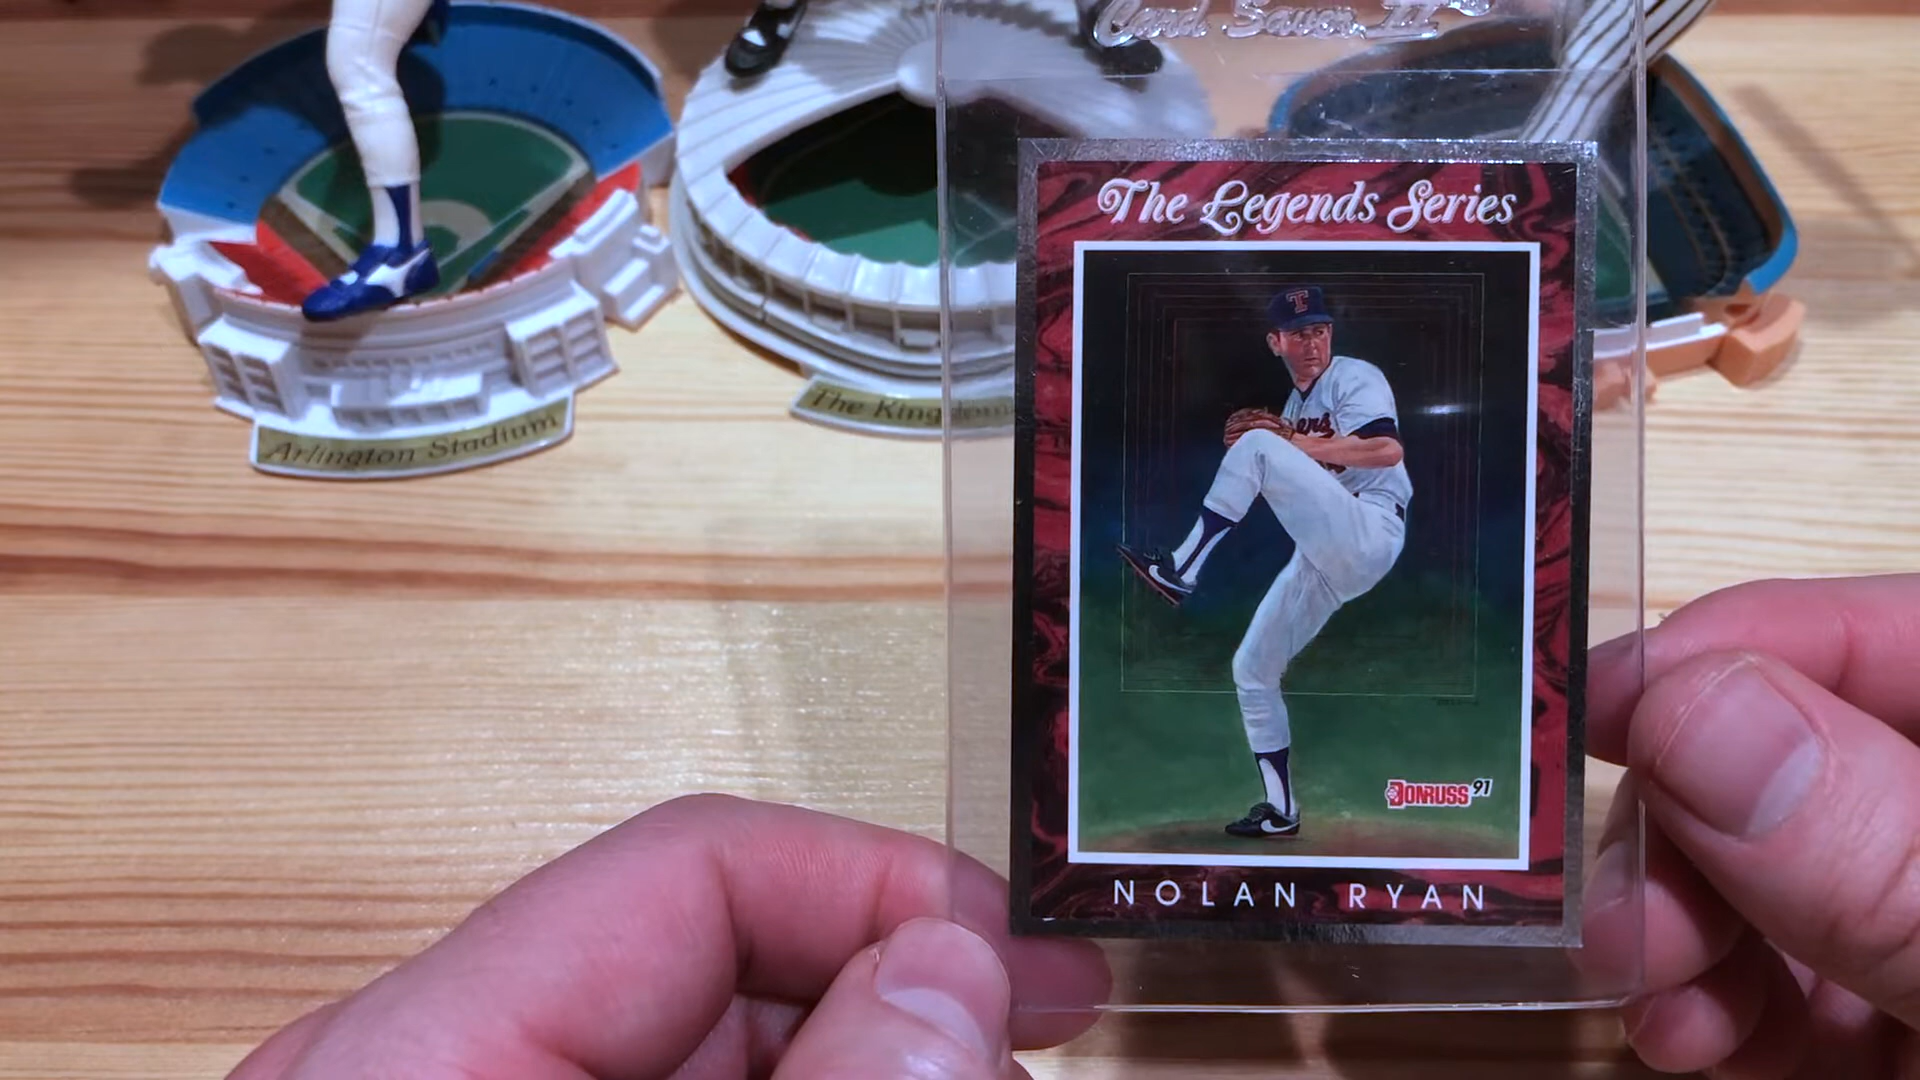 Card Saver II
The Legends Series
T
Arlington Stadium
The Kingdome
DONRUSS 91
NOLAN RYAN